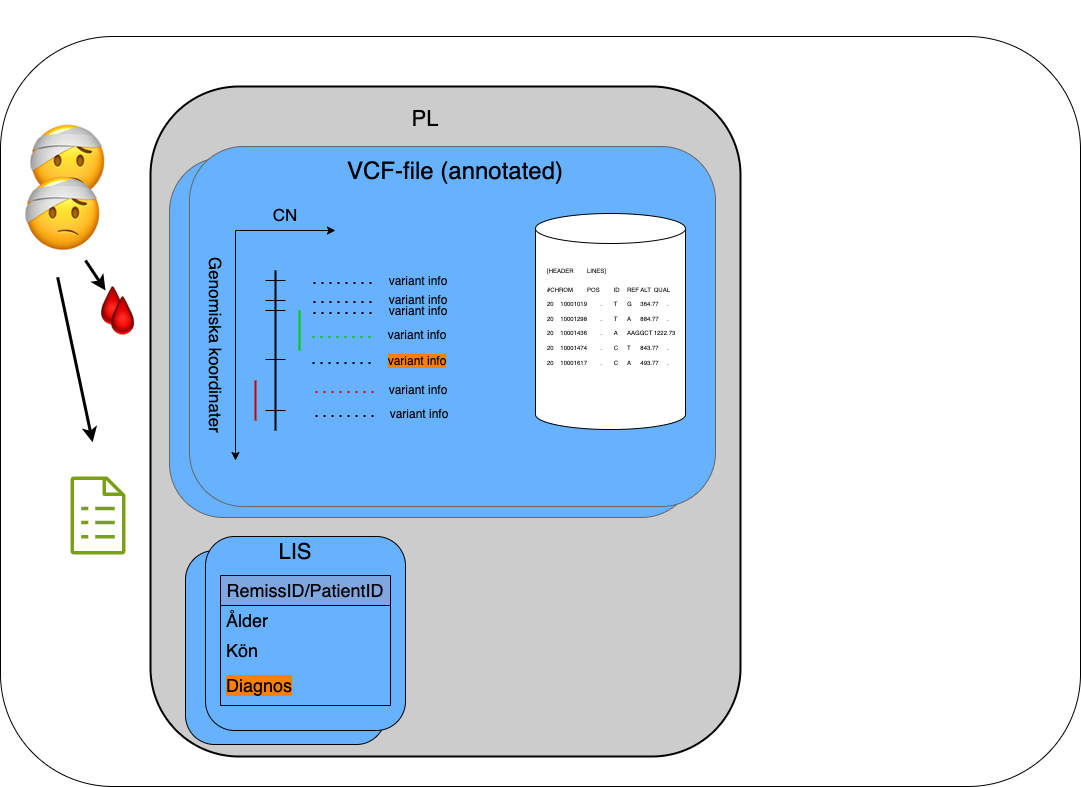 PL
VCF-file (annotated)
CN
Genomiska koordinater
variant info
variant info
variant info
variant info
variant info
variant info
variant info
[HEADER LINES]
#CHROM POS ID REF ALT QUAL
20 10001019 . T G 364.77 .
20 10001298 . T A 884.77 .
20 10001436 . A AAGGCT 1222.73
20 10001474 . C T 843.77 .
20 10001617 . C A 493.77 .
LIS
RemissID/PatientID
Ålder
Kön
Diagnos